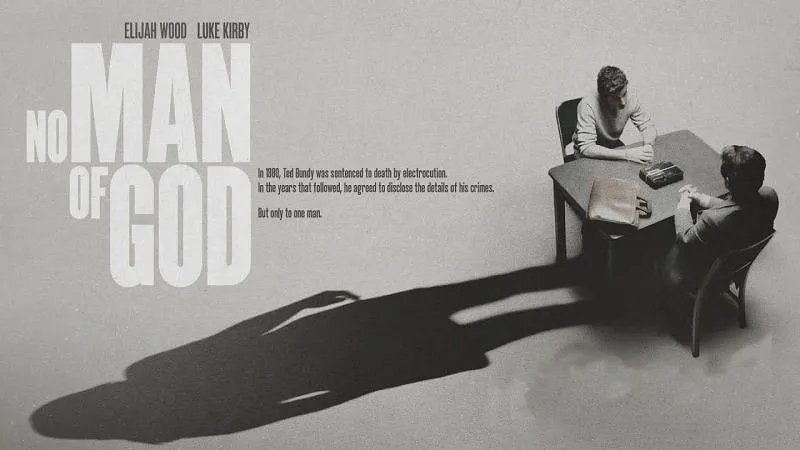 ELIJAH WOOD LUKE KIRBY
NO MAN
OF GOD
In 1980, Ted Bundy was sentenced to death by electrocution.
In the years that followed, he agreed to disclose the details of his crimes.
But only to one man.